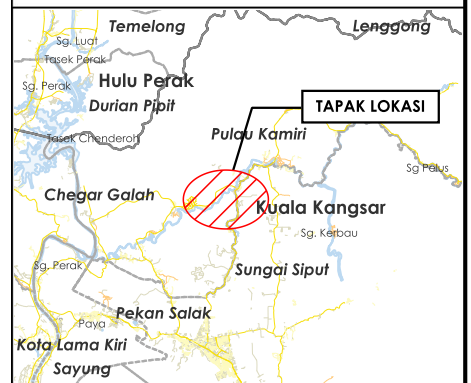 Temelong
Lenggong
Sg. Luat
Tasek Perak
Hulu Perak
Sg. Perak
Durian Pipit
TAPAK LOKASI
Pulau Kamiri
Tasek Chenderoh
Sg Pelus
Chegar Galah
Kuala Kangsar
Sg. Kerbau
Sg. Perak
Sungai Siput
Pekan Salak
Paya
Kota Lama Kiri
Sayung